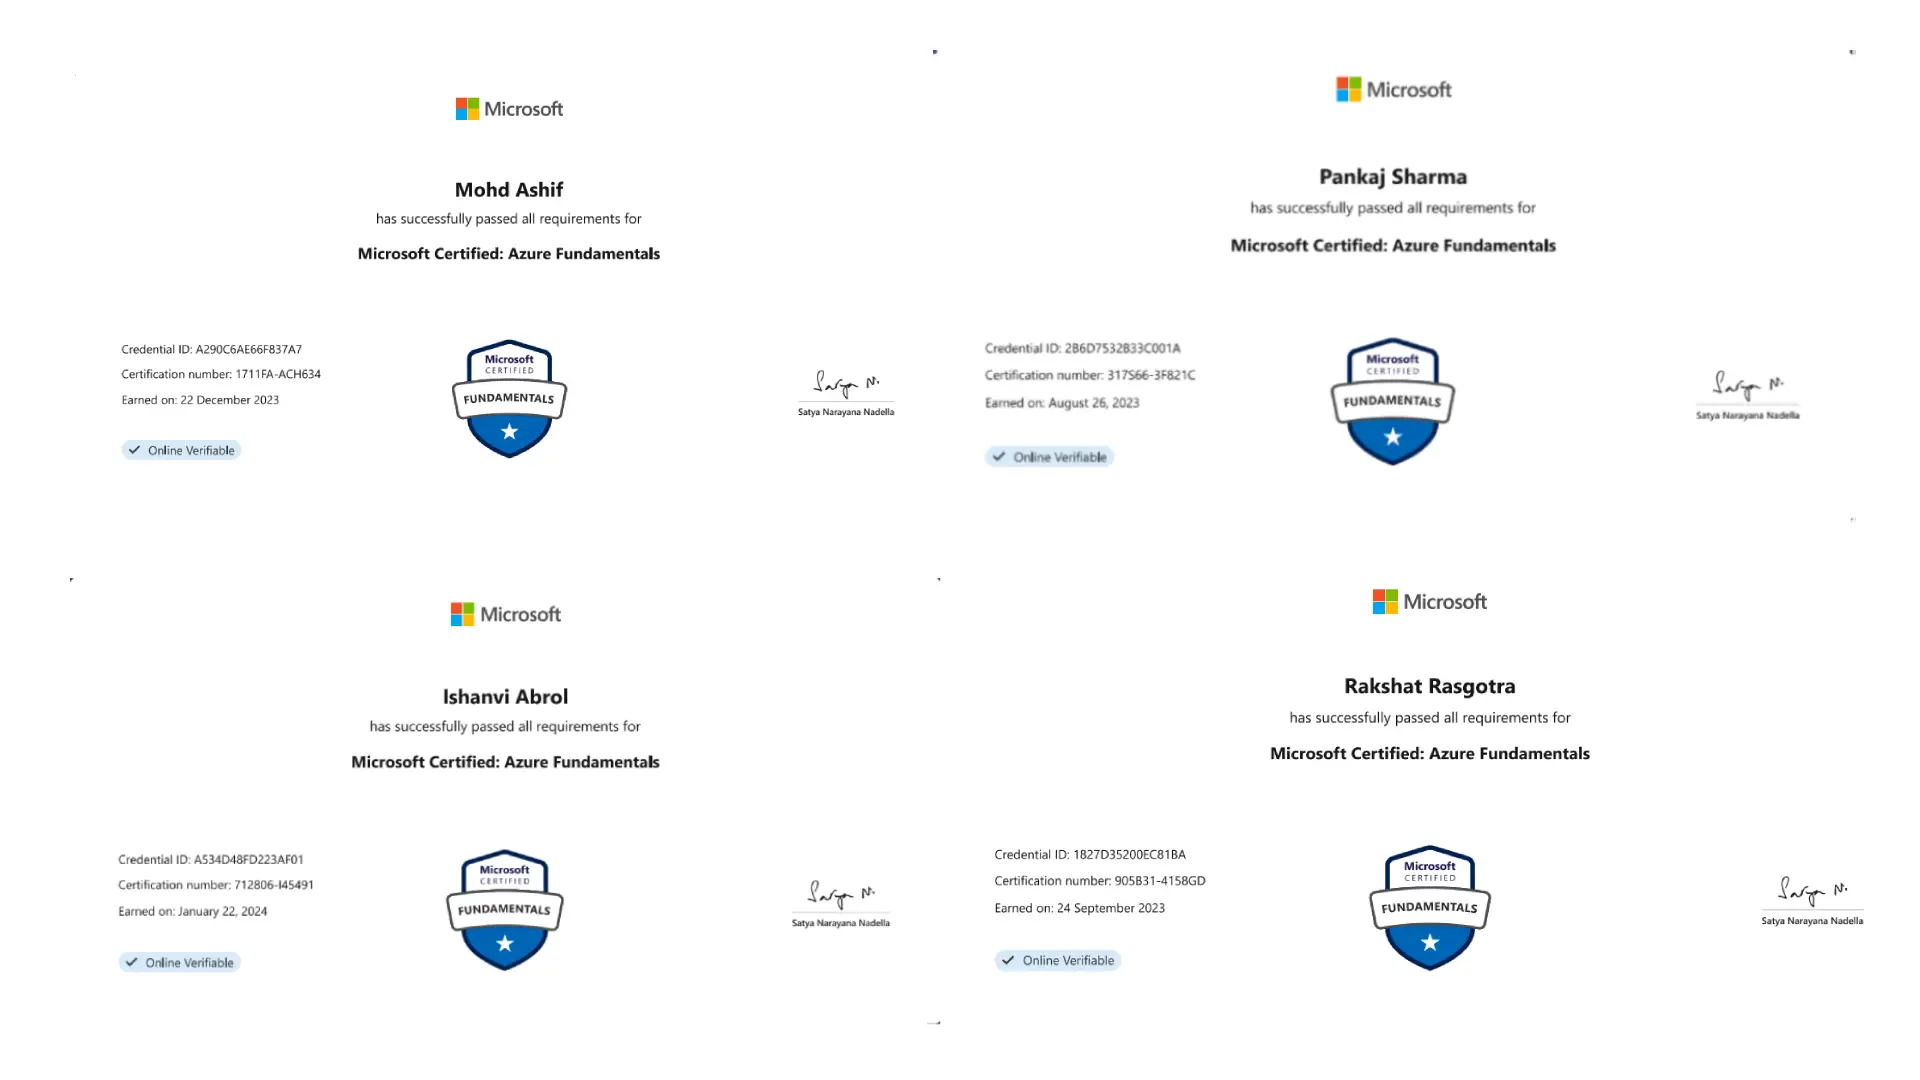 Microsoft
Mohd Ashif
has successfully passed all requirements for
Microsoft Certified: Azure Fundamentals
Credential ID: A290C6AE66F837A7
Certification number: 1711FA-ACH634
Earned on: 22 December 2023
Online Verifiable
Microsoft
CERTIFIED
FUNDAMENTALS
Satya N.
Satya Narayana Nadella
Microsoft
Pankaj Sharma
has successfully passed all requirements for
Microsoft Certified: Azure Fundamentals
Credential ID: 2B6D7532B33C001A
Certification number: 317S66-3F821C
Earned on: August 26, 2023
Online Verifiable
Microsoft
CERTIFIED
FUNDAMENTALS
Satya N.
Satya Narayana Nadella
Microsoft
Ishanvi Abrol
has successfully passed all requirements for
Microsoft Certified: Azure Fundamentals
Credential ID: A534D48FD223AF01
Certification number: 712806-I45491
Earned on: January 22, 2024
Online Verifiable
Microsoft
CERTIFIED
FUNDAMENTALS
Satya N.
Satya Narayana Nadella
Microsoft
Rakshat Rasgotra
has successfully passed all requirements for
Microsoft Certified: Azure Fundamentals
Credential ID: 1827D35200EC81BA
Certification number: 905B31-4158GD
Earned on: 24 September 2023
Online Verifiable
Microsoft
CERTIFIED
FUNDAMENTALS
Satya N.
Satya Narayana Nadella